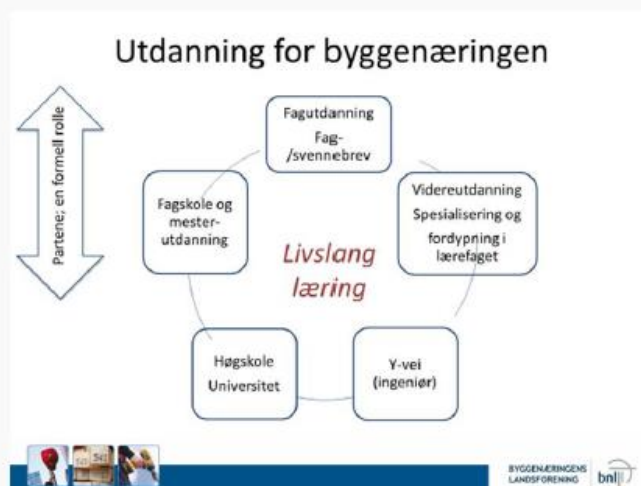 Utdanning for byggenæringen
Partene; en formell rolle
Fagutdanning
Fag-
/svennebrev
Videreutdanning
Spesialisering og
fordypning i
lærefaget
Y-vei
(ingeniør)
Høgskole
Universitet
Fagskole og
mester-
utdanning
Livslang
læring
BYGGENÆRINGENS
LANDSFORENING
bnl